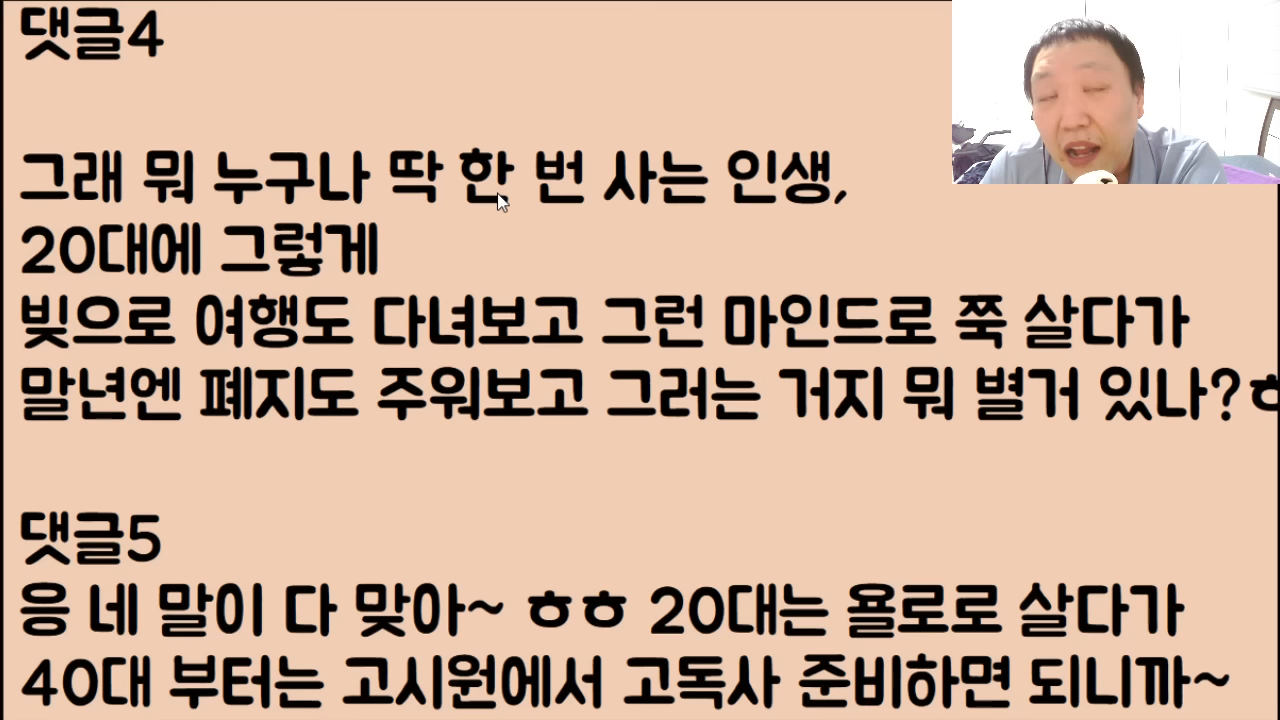 댓글4
그래 뭐 누구나 딱 한 번 사는 인생,
20대에 그렇게
빚으로 여행도 다녀보고 그런 마인드로 쭉 살다가
말년엔 폐지도 주워보고 그러는 거지 뭐 별거 있나?ㅎ
댓글5
응 네 말이 다 맞아~ ㅎㅎ 20대는 욜로로 살다가
40대 부터는 고시원에서 고독사 준비하면 되니까~